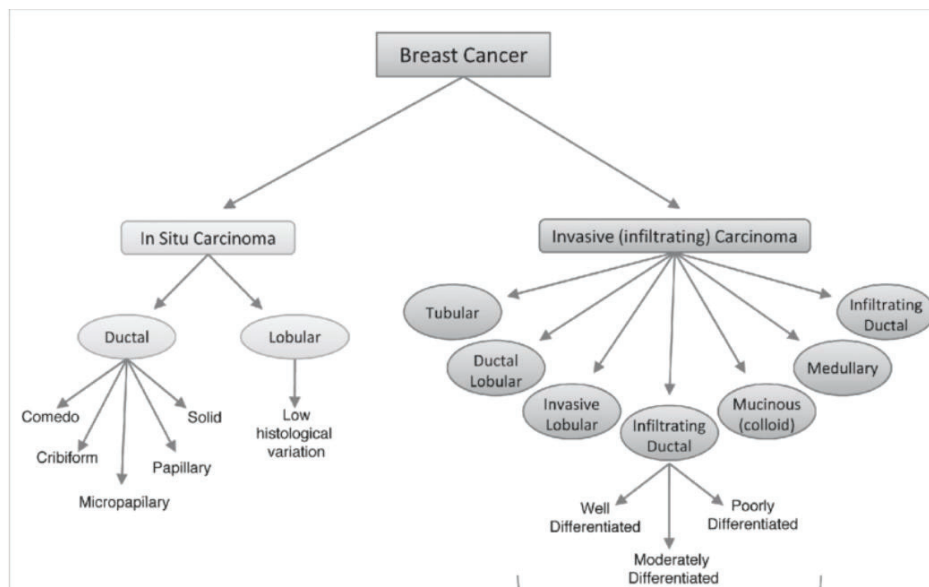 Breast Cancer
In Situ Carcinoma
Invasive (infiltrating) Carcinoma
Ductal
Lobular
Tubular
Infiltrating
Ductal
Ductal
Lobular
Medullary
Invasive
Lobular
Infiltrating
Ductal
Mucinous
(colloid)
Comedo
Solid
Low
histological
variation
Cribiform
Papillary
Micropapilary
Well
Differentiated
Poorly
Differentiated
Moderately
Differentiated